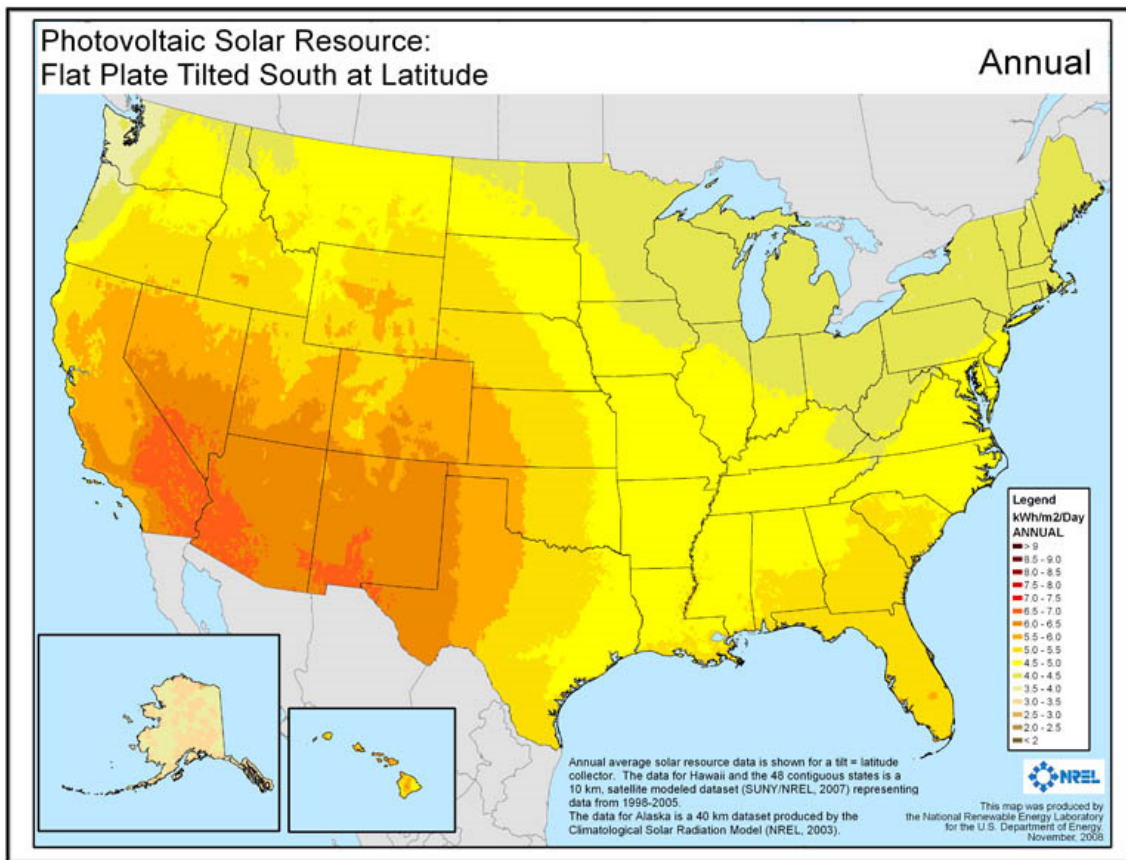 Photovoltaic Solar Resource:
Flat Plate Tilted South at Latitude
Annual
Legend
kWh/m2/Day
ANNUAL
> 9
8.5 - 9.0
8.0 - 8.5
7.5 - 8.0
7.0 - 7.5
6.5 - 7.0
6.0 - 6.5
5.5 - 6.0
5.0 - 5.5
4.5 - 5.0
4.0 - 4.5
3.5 - 4.0
3.0 - 3.5
2.5 - 3.0
2.0 - 2.5
< 2
Annual average solar resource data is shown for a tilt = latitude
collector. The data for Hawaii and the 48 contiguous states is a
10 km, satellite modeled dataset (SUNY/NREL, 2007) representing
data from 1998-2005.
The data for Alaska is a 40 km dataset produced by the
Climatological Solar Radiation Model (NREL, 2003).
NREL
This map was produced by
the National Renewable Energy Laboratory
for the U.S. Department of Energy.
November, 2008